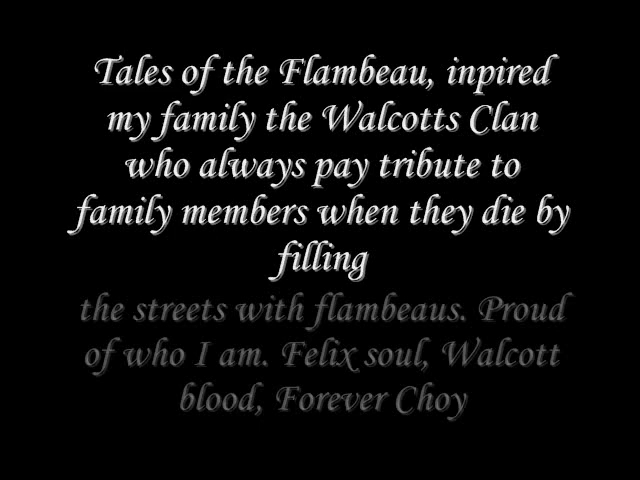 Tales of the Flambeau, inpired
my family the Walcotts Clan
who always pay tribute to
family members when they die by
filling
the streets with flambeaus. Proud
of who I am. Felix soul, Walcott
blood, Forever Choy